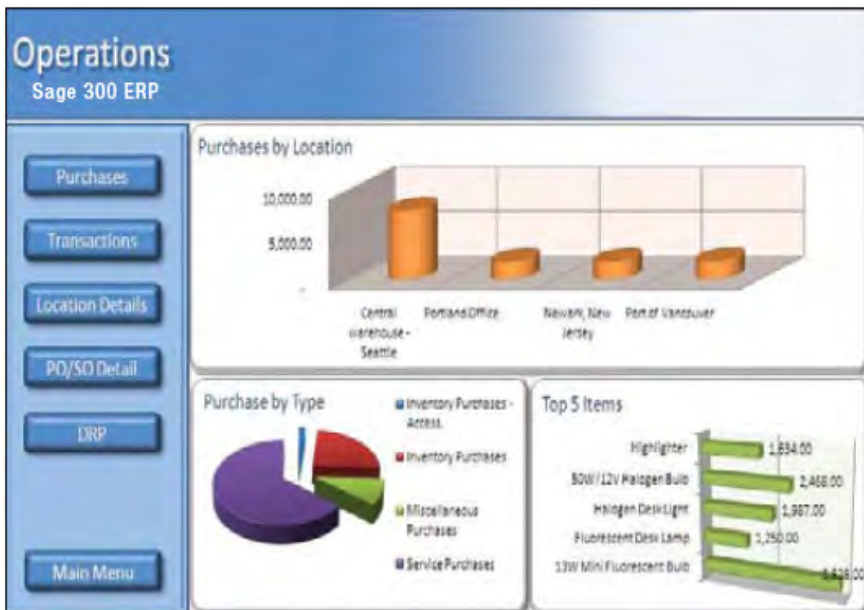 Operations
Sage 300 ERP
Purchases
Transactions
Location Details
PO/SO Detail
DRP
Main Menu
Purchases by Location
10,000.00
5,000.00
-
Central
warehouse -
Seattle
Portland Office
Newark, New
Jersey
Port of Vancouver
Purchase by Type
Inventory Purchases -
Access.
Inventory Purchases
Miscellaneous
Purchases
Service Purchases
Top 5 Items
Highlighter
1,634.00
50W/12V Halogen Bulb
2,468.00
Halogen Desk Light
1,987.00
Fluorescent Desk Lamp
1,250.00
13W Mini Fluorescent Bulb